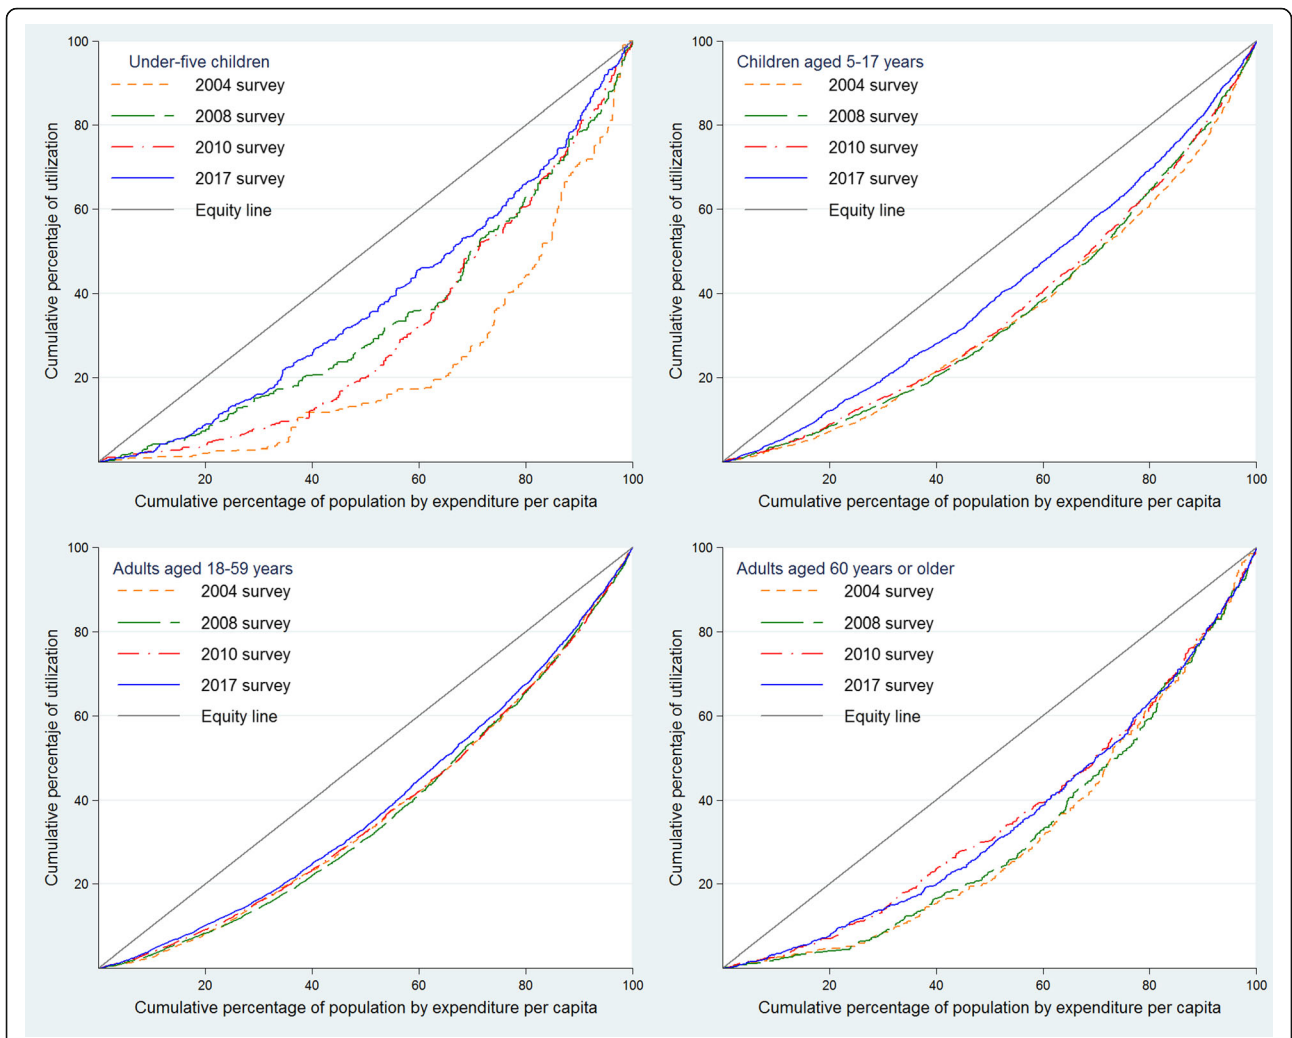 Under-five children
2004 survey
2008 survey
2010 survey
2017 survey
Equity line
Cumulative percentage of utilization
100
80
60
40
20
20 40 60 80 100
Cumulative percentage of population by expenditure per capita
Children aged 5-17 years
2004 survey
2008 survey
2010 survey
2017 survey
Equity line
Cumulative percentaje of utilization
100
80
60
40
20
20 40 60 80 100
Cumulative percentage of population by expenditure per capita
Adults aged 18-59 years
2004 survey
2008 survey
2010 survey
2017 survey
Equity line
Cumulative percentaje of utilization
100
80
60
40
20
20 40 60 80 100
Cumulative percentage of population by expenditure per capita
Adults aged 60 years or older
2004 survey
2008 survey
2010 survey
2017 survey
Equity line
Cumulative percentaje of utilization
100
80
60
40
20
20 40 60 80 100
Cumulative percentage of population by expenditure per capita